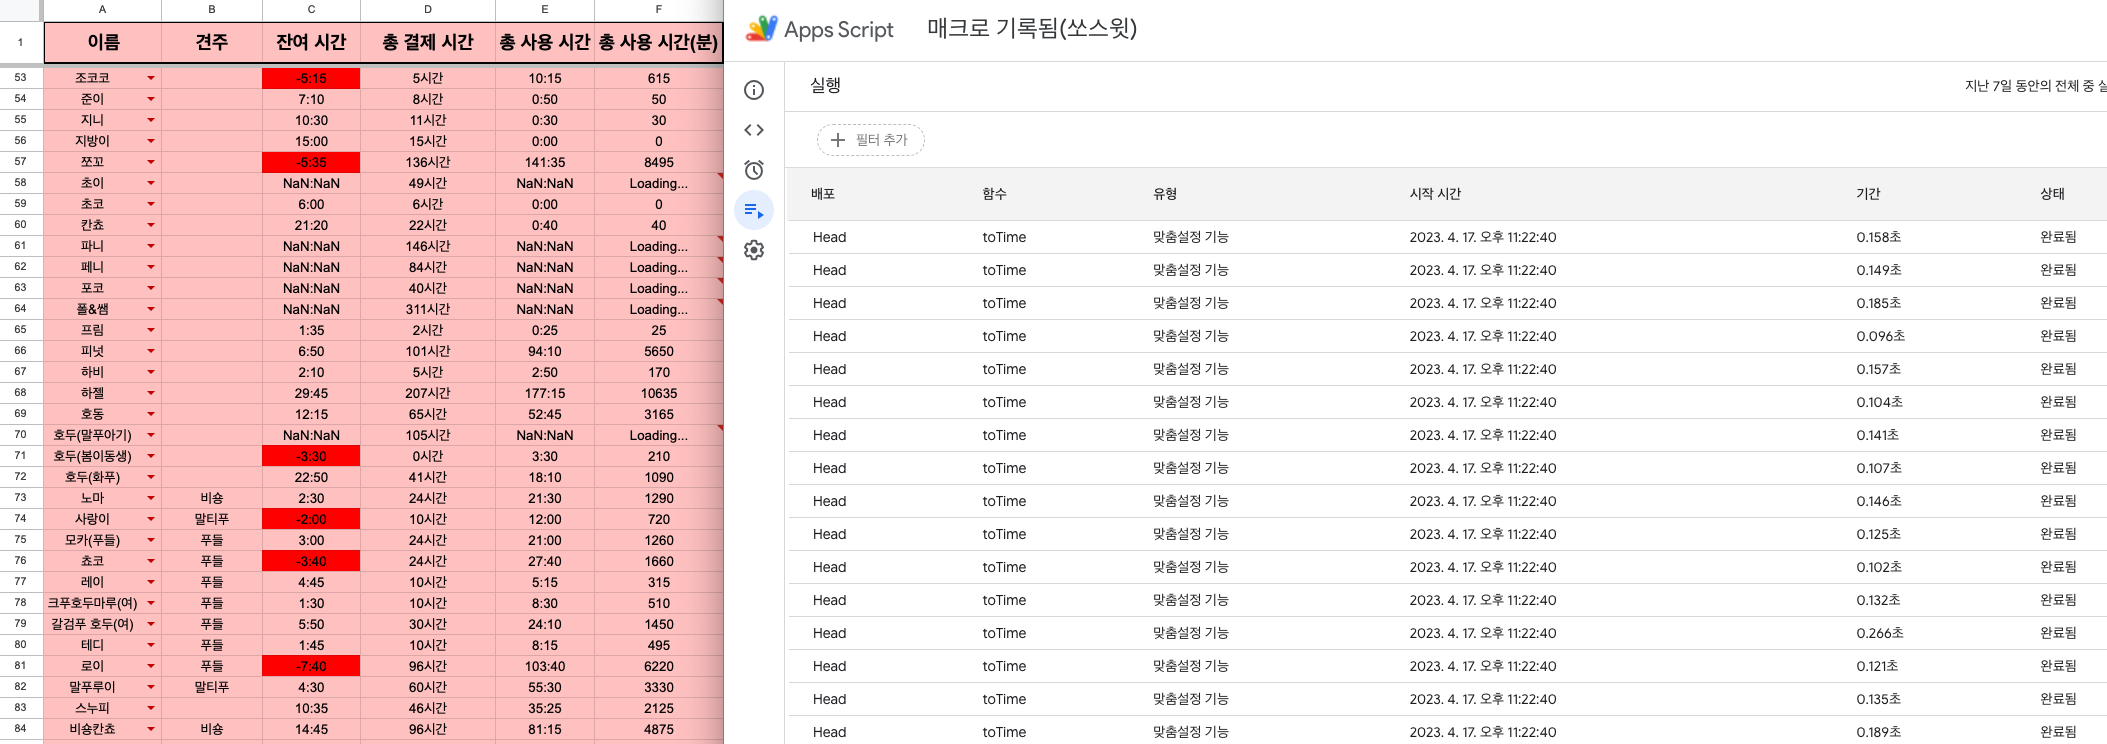 A B C D E F
1 이름 견주 잔여 시간 총 결제 시간 총 사용 시간 총 사용 시간(분)
53 조코코 -5:15 5시간 10:15 615
54 준이 7:10 8시간 0:50 50
55 지니 10:30 11시간 0:30 30
56 지방이 15:00 15시간 0:00 0
57 쪼꼬 -5:35 136시간 141:35 8495
58 초이 NaN:NaN 49시간 NaN:NaN Loading...
59 초코 6:00 6시간 0:00 0
60 칸쵸 21:20 22시간 0:40 40
61 파니 NaN:NaN 146시간 NaN:NaN Loading...
62 페니 NaN:NaN 84시간 NaN:NaN Loading...
63 포코 NaN:NaN 40시간 NaN:NaN Loading...
64 폴&쌤 NaN:NaN 311시간 NaN:NaN Loading...
65 프림 1:35 2시간 0:25 25
66 피넛 6:50 101시간 94:10 5650
67 하비 2:10 5시간 2:50 170
68 하젤 29:45 207시간 177:15 10635
69 호동 12:15 65시간 52:45 3165
70 호두(말푸아기) NaN:NaN 105시간 NaN:NaN Loading...
71 호두(봄이동생) -3:30 0시간 3:30 210
72 호두(화푸) 22:50 41시간 18:10 1090
73 노마 비숑 2:30 24시간 21:30 1290
74 사랑이 말티푸 -2:00 10시간 12:00 720
75 모카(푸들) 푸들 3:00 24시간 21:00 1260
76 쵸코 푸들 -3:40 24시간 27:40 1660
77 레이 푸들 4:45 10시간 5:15 315
78 크푸호두마루(여) 푸들 1:30 10시간 8:30 510
79 갈검푸 호두(여) 푸들 5:50 30시간 24:10 1450
80 테디 푸들 1:45 10시간 8:15 495
81 로이 푸들 -7:40 96시간 103:40 6220
82 말푸루이 말티푸 4:30 60시간 55:30 3330
83 스누피 10:35 46시간 35:25 2125
84 비숑칸쵸 비숑 14:45 96시간 81:15 4875
Apps Script 매크로 기록됨(쏘스윗)
실행
지난 7일 동안의 전체 중 실
필터 추가
배포 함수 유형 시작 시간 기간 상태
Head toTime 맞춤설정 기능 2023. 4. 17. 오후 11:22:40 0.158초 완료됨
Head toTime 맞춤설정 기능 2023. 4. 17. 오후 11:22:40 0.149초 완료됨
Head toTime 맞춤설정 기능 2023. 4. 17. 오후 11:22:40 0.185초 완료됨
Head toTime 맞춤설정 기능 2023. 4. 17. 오후 11:22:40 0.096초 완료됨
Head toTime 맞춤설정 기능 2023. 4. 17. 오후 11:22:40 0.157초 완료됨
Head toTime 맞춤설정 기능 2023. 4. 17. 오후 11:22:40 0.104초 완료됨
Head toTime 맞춤설정 기능 2023. 4. 17. 오후 11:22:40 0.141초 완료됨
Head toTime 맞춤설정 기능 2023. 4. 17. 오후 11:22:40 0.107초 완료됨
Head toTime 맞춤설정 기능 2023. 4. 17. 오후 11:22:40 0.146초 완료됨
Head toTime 맞춤설정 기능 2023. 4. 17. 오후 11:22:40 0.125초 완료됨
Head toTime 맞춤설정 기능 2023. 4. 17. 오후 11:22:40 0.102초 완료됨
Head toTime 맞춤설정 기능 2023. 4. 17. 오후 11:22:40 0.132초 완료됨
Head toTime 맞춤설정 기능 2023. 4. 17. 오후 11:22:40 0.266초 완료됨
Head toTime 맞춤설정 기능 2023. 4. 17. 오후 11:22:40 0.121초 완료됨
Head toTime 맞춤설정 기능 2023. 4. 17. 오후 11:22:40 0.135초 완료됨
Head toTime 맞춤설정 기능 2023. 4. 17. 오후 11:22:40 0.189초 완료됨